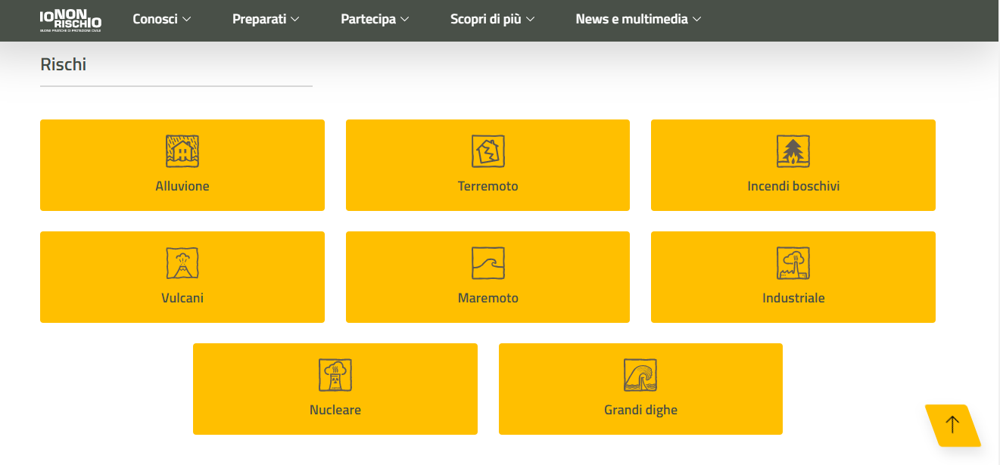 IO NON
RISCHIO
BUONE PRATICHE DI PROTEZIONE CIVILE
Conosci
Preparati
Partecipa
Scopri di più
News e multimedia
Rischi
Alluvione
Terremoto
Incendi boschivi
Vulcani
Maremoto
Industriale
Nucleare
Grandi dighe